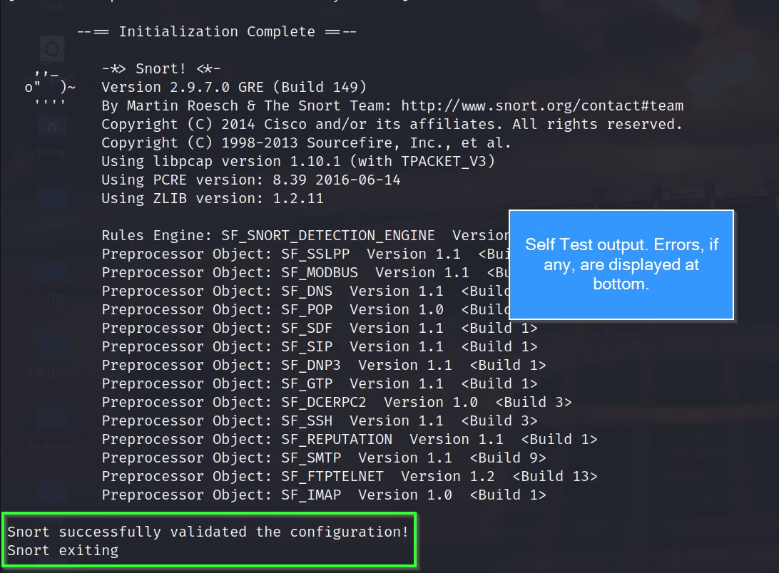 --== Initialization Complete ==--
-*> Snort! <*-
,,_
o"  )~ Version 2.9.7.0 GRE (Build 149)
'''' By Martin Roesch & The Snort Team: http://www.snort.org/contact#team
Copyright (C) 2014 Cisco and/or its affiliates. All rights reserved.
Copyright (C) 1998-2013 Sourcefire, Inc., et al.
Using libpcap version 1.10.1 (with TPACKET_V3)
Using PCRE version: 8.39 2016-06-14
Using ZLIB version: 1.2.11
Rules Engine: SF_SNORT_DETECTION_ENGINE Version
Preprocessor Object: SF_SSLPP Version 1.1 <Bui
Preprocessor Object: SF_MODBUS Version 1.1 <Bu
Preprocessor Object: SF_DNS Version 1.1 <Build
Preprocessor Object: SF_POP Version 1.0 <Build
Preprocessor Object: SF_SDF Version 1.1 <Build 1>
Preprocessor Object: SF_SIP Version 1.1 <Build 1>
Preprocessor Object: SF_DNP3 Version 1.1 <Build 1>
Preprocessor Object: SF_GTP Version 1.1 <Build 1>
Preprocessor Object: SF_DCERPC2 Version 1.0 <Build 3>
Preprocessor Object: SF_SSH Version 1.1 <Build 3>
Preprocessor Object: SF_REPUTATION Version 1.1 <Build 1>
Preprocessor Object: SF_SMTP Version 1.1 <Build 9>
Preprocessor Object: SF_FTPTELNET Version 1.2 <Build 13>
Preprocessor Object: SF_IMAP Version 1.0 <Build 1>
Self Test output. Errors, if
any, are displayed at
bottom.
Snort successfully validated the configuration!
Snort exiting